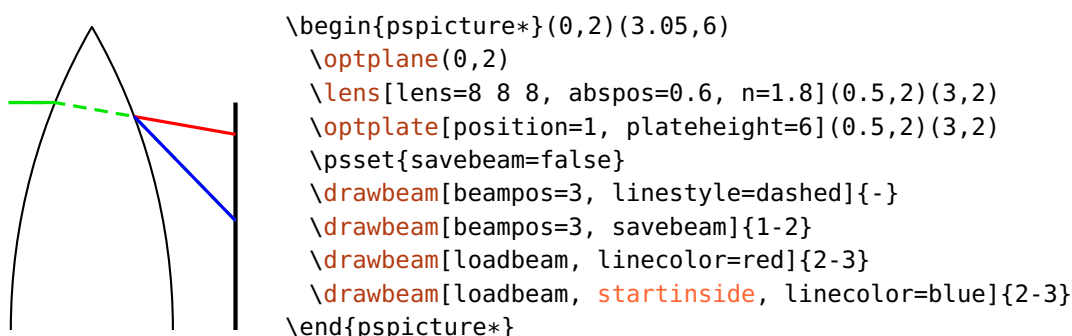 \begin{pspicture*}(0,2)(3.05,6)
  \optplane(0,2)
  \lens[lens=8 8 8, abspos=0.6, n=1.8](0.5,2)(3,2)
  \optplate[position=1, plateheight=6](0.5,2)(3,2)
  \psset{savebeam=false}
  \drawbeam[beampos=3, linestyle=dashed]{-}
  \drawbeam[beampos=3, savebeam]{1-2}
  \drawbeam[loadbeam, linecolor=red]{2-3}
  \drawbeam[loadbeam, startinside, linecolor=blue]{2-3}
\end{pspicture*}